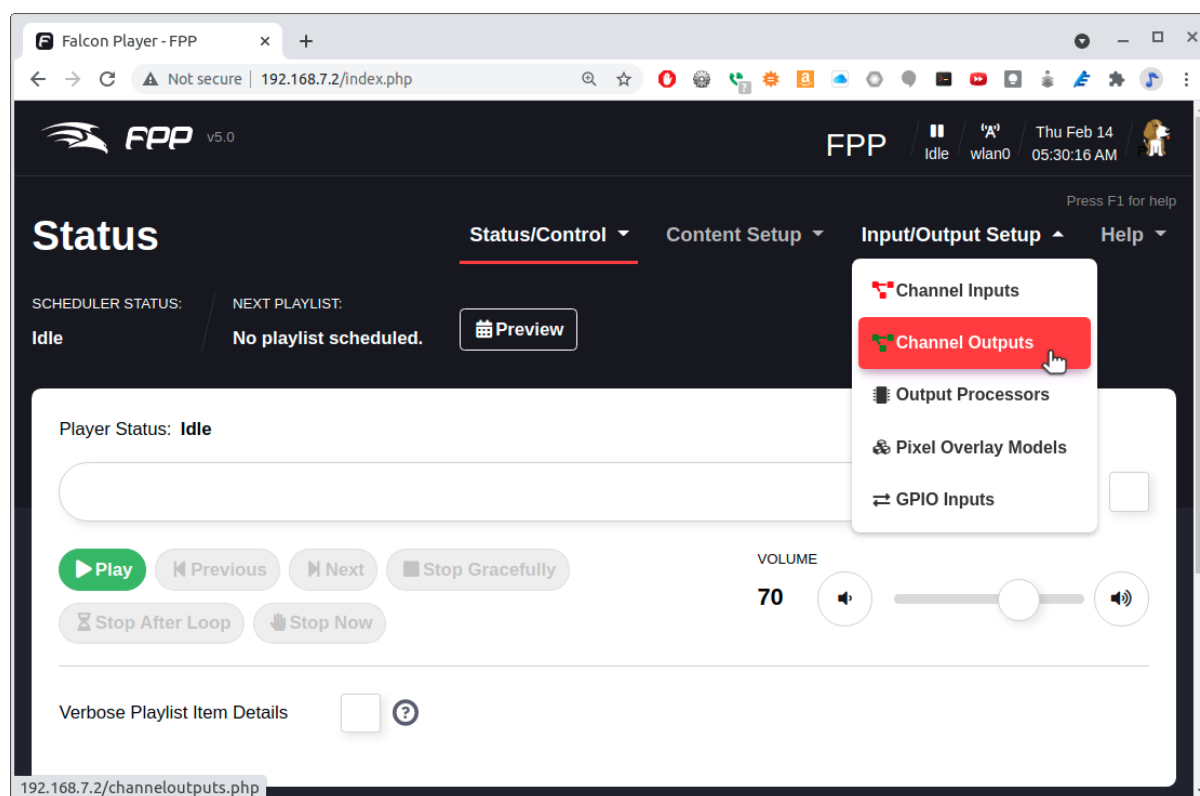 Falcon Player - FPP
Not secure | 192.168.7.2/index.php
FPP v5.0
FPP
Idle
wlan0
Thu Feb 14
05:30:16 AM
Press F1 for help
Status
Status/Control
Content Setup
Input/Output Setup
Help
SCHEDULER STATUS:
Idle
NEXT PLAYLIST:
No playlist scheduled.
Preview
Channel Inputs
Channel Outputs
Output Processors
Pixel Overlay Models
GPIO Inputs
Player Status: Idle
Play
Previous
Next
Stop Gracefully
Stop After Loop
Stop Now
VOLUME
70
Verbose Playlist Item Details
192.168.7.2/channeloutputs.php